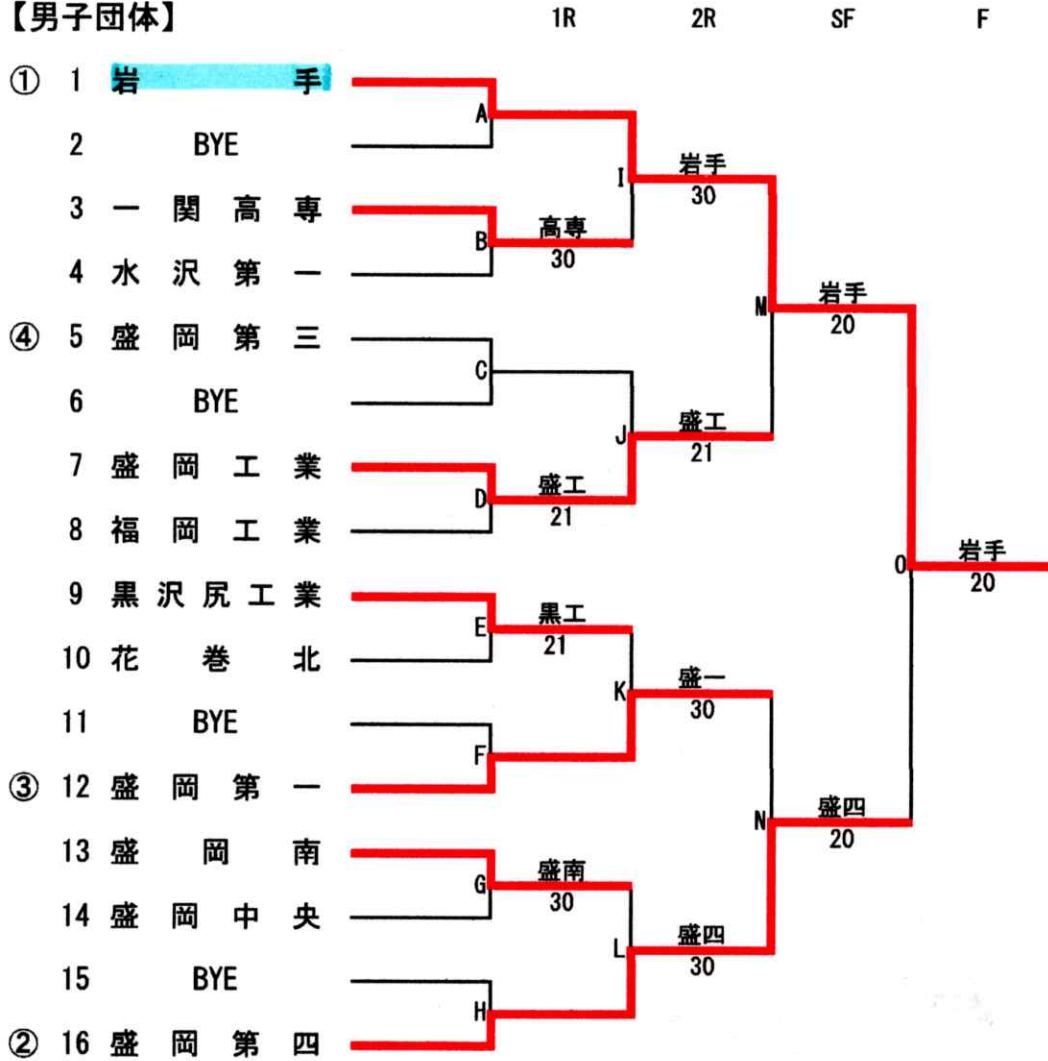 【男子団体】 1R 2R SF F
① 1 岩手
A
2 BYE
岩手
I
30
3 一関高専
高専
B
30
4 水沢第一
岩手
M
20
④ 5 盛岡第三
C
6 BYE
盛工
J
21
7 盛岡工業
盛工
D
21
8 福岡工業
岩手
O
20
9 黒沢尻工業
黒工
E
21
10 花巻北
盛一
K
30
11 BYE
F
③ 12 盛岡第一
盛四
N
20
13 盛岡南
盛南
G
30
14 盛岡中央
盛四
L
30
15 BYE
H
② 16 盛岡第四